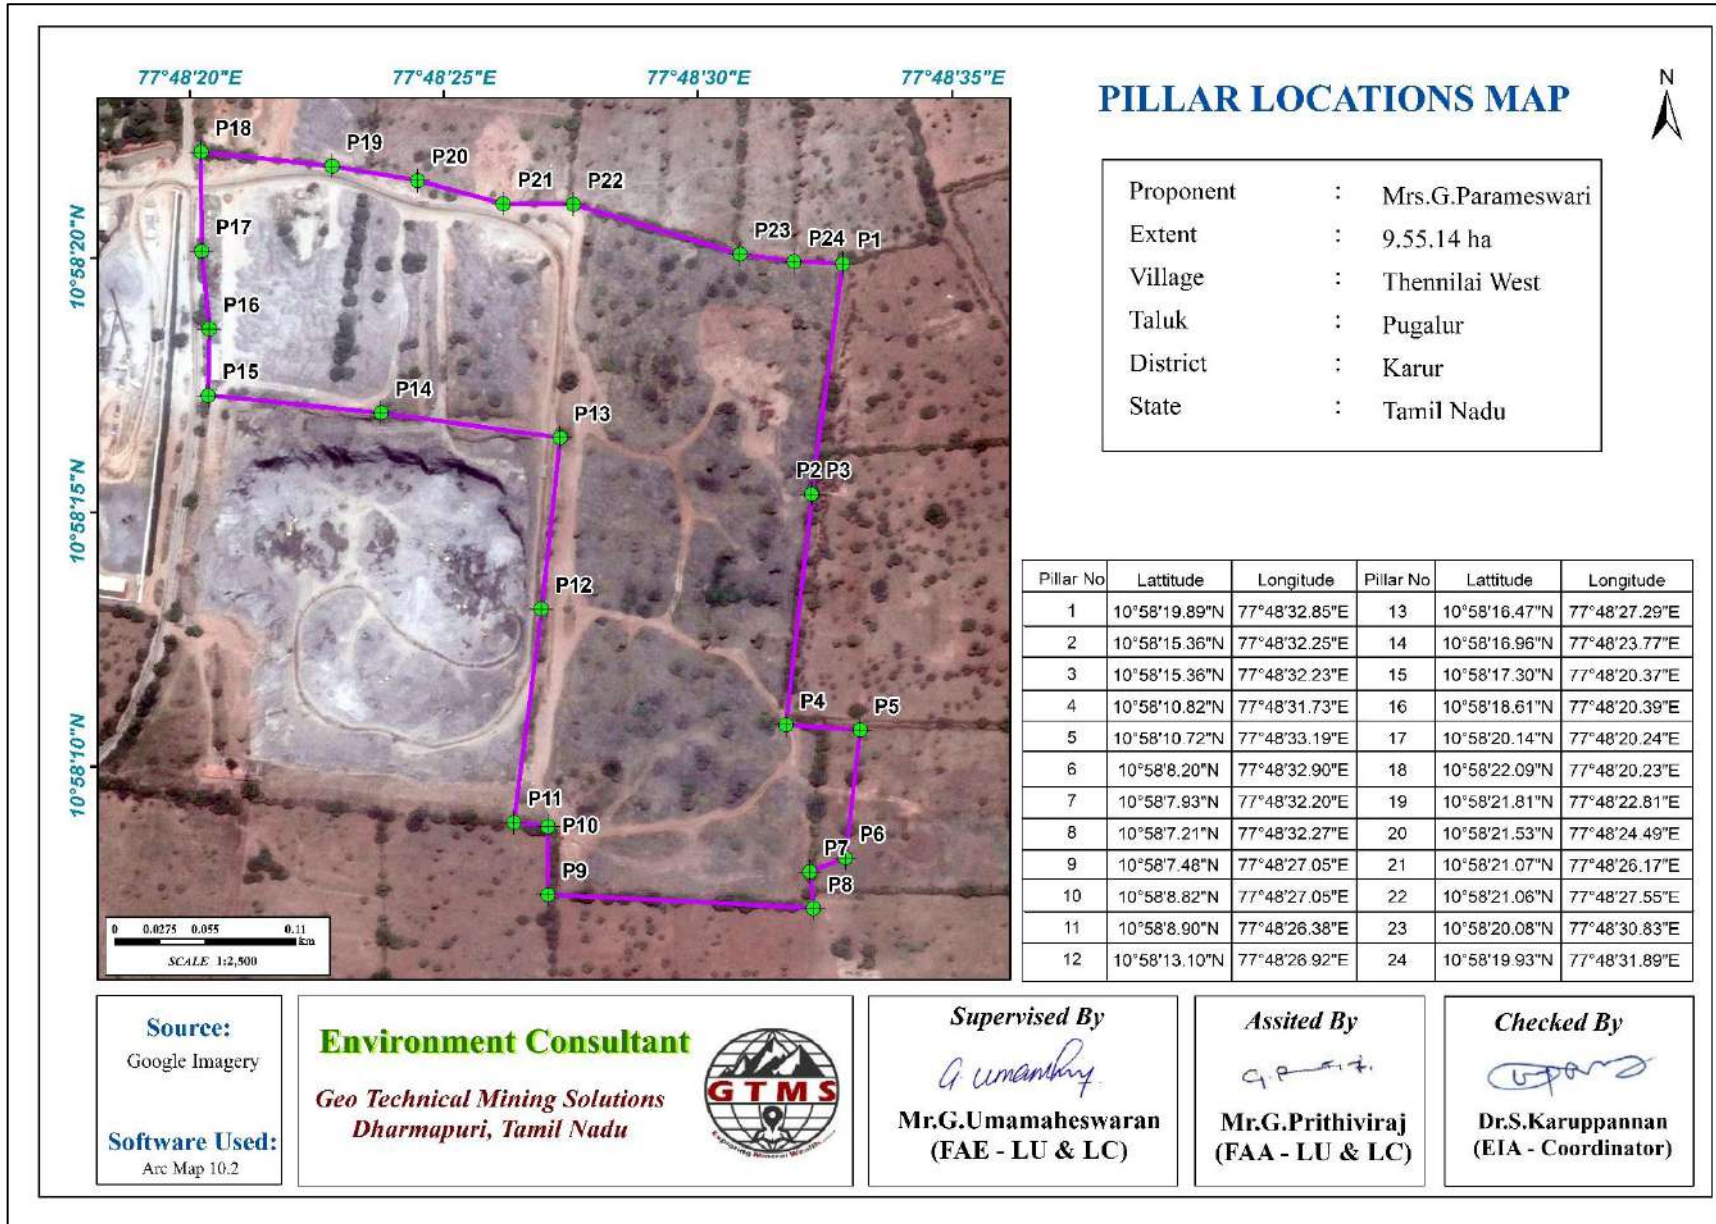 77°48'20"E 77°48'25"E 77°48'30"E 77°48'35"E
PILLAR LOCATIONS MAP
N
P18
P19
P20
P21 P22
P17
P23 P24 P1
10°58'20"N
P16
P15
P14
P13
P2 P3
10°58'15"N
P12
P4 P5
10°58'10"N
P11
P10
P6
P7
P9 P8
0 0.0275 0.055 0.11
km
SCALE 1:2,500
Proponent : Mrs.G.Parameswari
Extent : 9.55.14 ha
Village : Thennilai West
Taluk : Pugalur
District : Karur
State : Tamil Nadu
Pillar No Lattitude Longitude Pillar No Lattitude Longitude
1 10°58'19.89"N 77°48'32.85"E 13 10°58'16.47"N 77°48'27.29"E
2 10°58'15.36"N 77°48'32.25"E 14 10°58'16.96"N 77°48'23.77"E
3 10°58'15.36"N 77°48'32.23"E 15 10°58'17.30"N 77°48'20.37"E
4 10°58'10.82"N 77°48'31.73"E 16 10°58'18.61"N 77°48'20.39"E
5 10°58'10.72"N 77°48'33.19"E 17 10°58'20.14"N 77°48'20.24"E
6 10°58'8.20"N 77°48'32.90"E 18 10°58'22.09"N 77°48'20.23"E
7 10°58'7.93"N 77°48'32.20"E 19 10°58'21.81"N 77°48'22.81"E
8 10°58'7.21"N 77°48'32.27"E 20 10°58'21.53"N 77°48'24.49"E
9 10°58'7.48"N 77°48'27.05"E 21 10°58'21.07"N 77°48'26.17"E
10 10°58'8.82"N 77°48'27.05"E 22 10°58'21.06"N 77°48'27.55"E
11 10°58'8.90"N 77°48'26.38"E 23 10°58'20.08"N 77°48'30.83"E
12 10°58'13.10"N 77°48'26.92"E 24 10°58'19.93"N 77°48'31.89"E
Source:
Google Imagery
Software Used:
Arc Map 10.2
Environment Consultant
Geo Technical Mining Solutions
Dharmapuri, Tamil Nadu
GTMS
Exploring Mineral Wealth
Supervised By
Mr.G.Umamaheswaran
(FAE - LU & LC)
Assited By
Mr.G.Prithiviraj
(FAA - LU & LC)
Checked By
Dr.S.Karuppannan
(EIA - Coordinator)